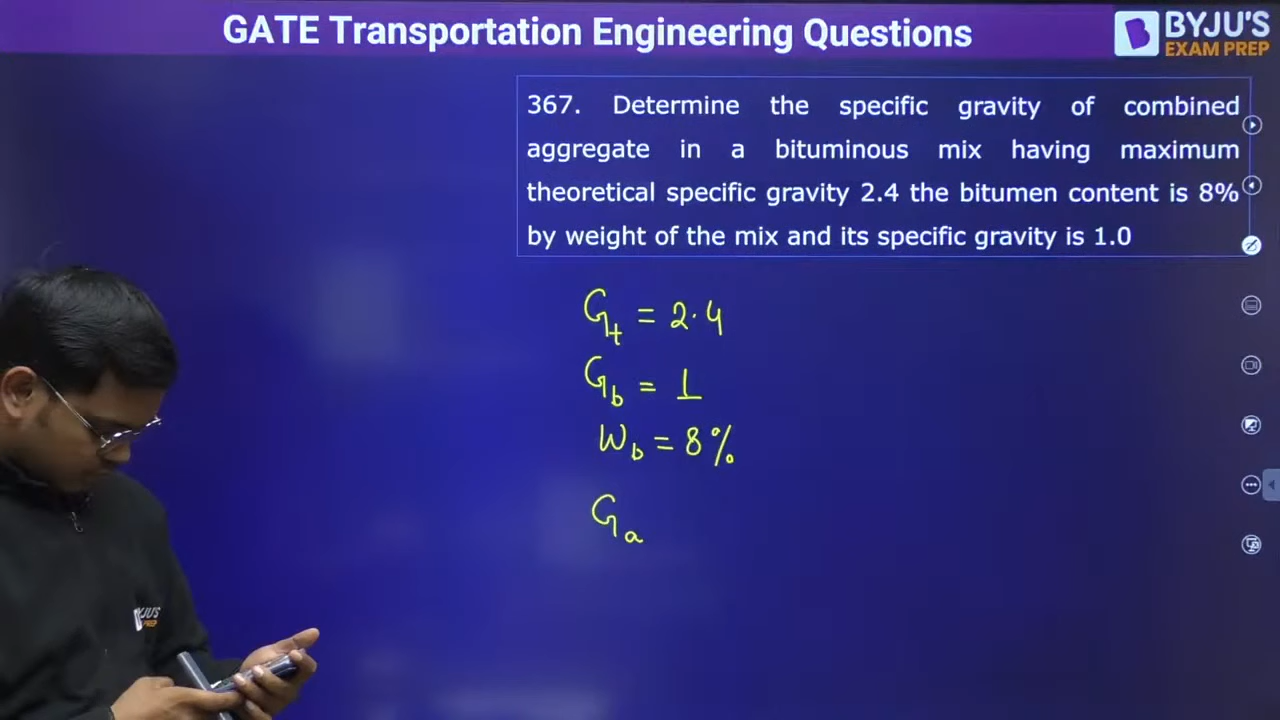 GATE Transportation Engineering Questions
BYJU'S
EXAM PREP
367. Determine the specific gravity of combined
aggregate in a bituminous mix having maximum
theoretical specific gravity 2.4 the bitumen content is 8%
by weight of the mix and its specific gravity is 1.0
Gt = 2.4
Gb = 1
Wb = 8%
Ga
BYJU'S
PREP